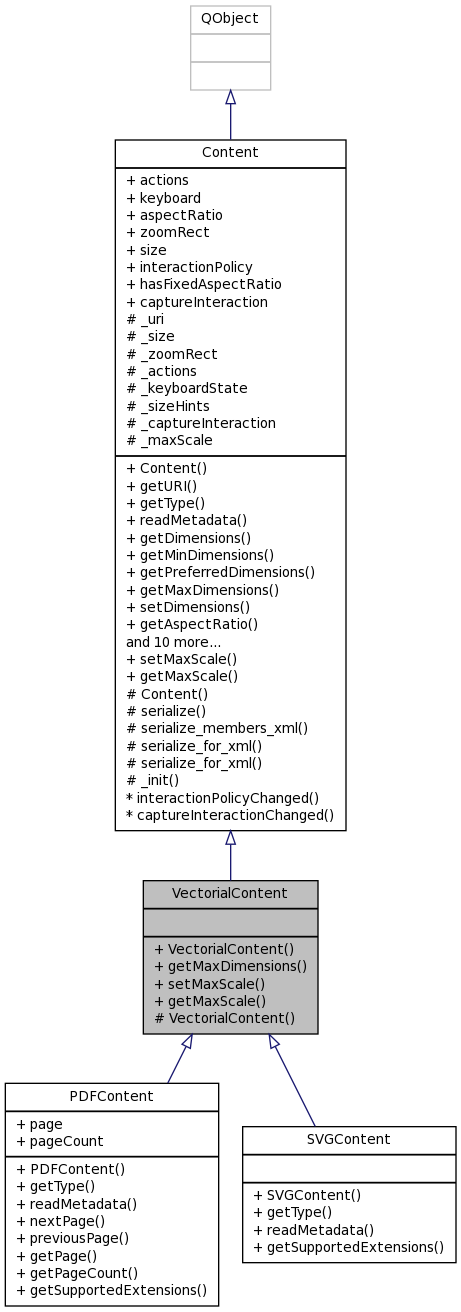 QObject
Content
+ actions
+ keyboard
+ aspectRatio
+ zoomRect
+ size
+ interactionPolicy
+ hasFixedAspectRatio
+ captureInteraction
# _uri
# _size
# _zoomRect
# _actions
# _keyboardState
# _sizeHints
# _captureInteraction
# _maxScale
+ Content()
+ getURI()
+ getType()
+ readMetadata()
+ getDimensions()
+ getMinDimensions()
+ getPreferredDimensions()
+ getMaxDimensions()
+ setDimensions()
+ getAspectRatio()
and 10 more...
+ setMaxScale()
+ getMaxScale()
# Content()
# serialize()
# serialize_members_xml()
# serialize_for_xml()
# serialize_for_xml()
# _init()
* interactionPolicyChanged()
* captureInteractionChanged()
VectorialContent
+ VectorialContent()
+ getMaxDimensions()
+ setMaxScale()
+ getMaxScale()
# VectorialContent()
PDFContent
+ page
+ pageCount
+ PDFContent()
+ getType()
+ readMetadata()
+ nextPage()
+ previousPage()
+ getPage()
+ getPageCount()
+ getSupportedExtensions()
SVGContent
+ SVGContent()
+ getType()
+ readMetadata()
+ getSupportedExtensions()